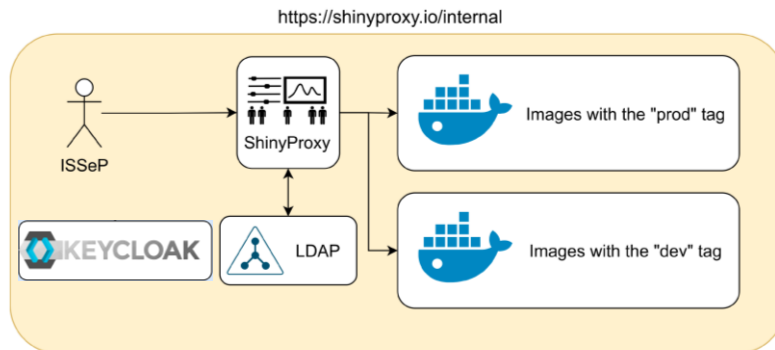 https://shinyproxy.io/internal
ISSeP
ShinyProxy
Images with the "prod" tag
KEYCLOAK
LDAP
Images with the "dev" tag